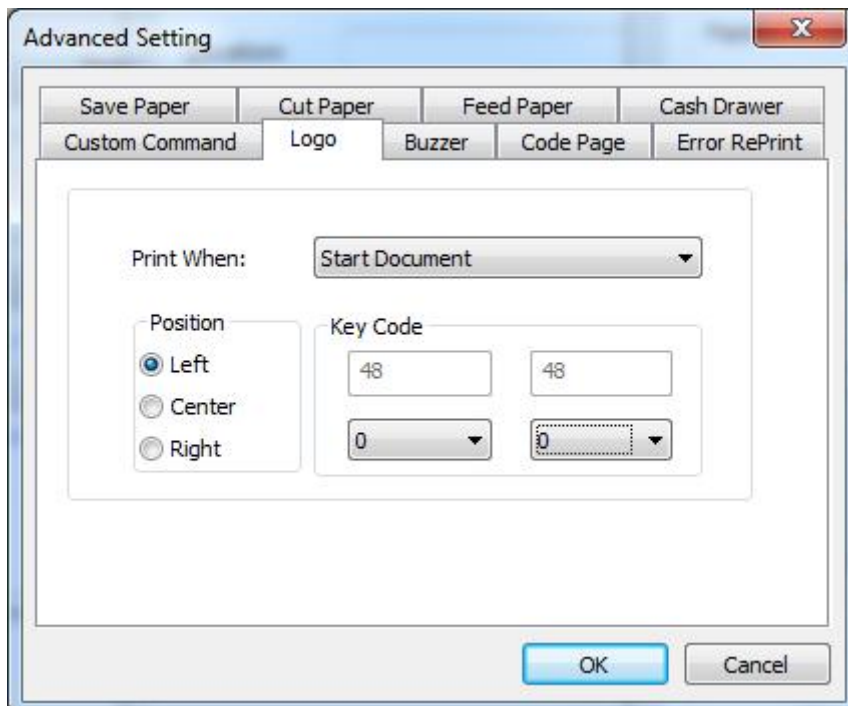 Advanced Setting
Save Paper Cut Paper Feed Paper Cash Drawer
Custom Command Logo Buzzer Code Page Error RePrint
Print When: Start Document
Position
Left
Center
Right
Key Code
48 48
0 0
OK Cancel